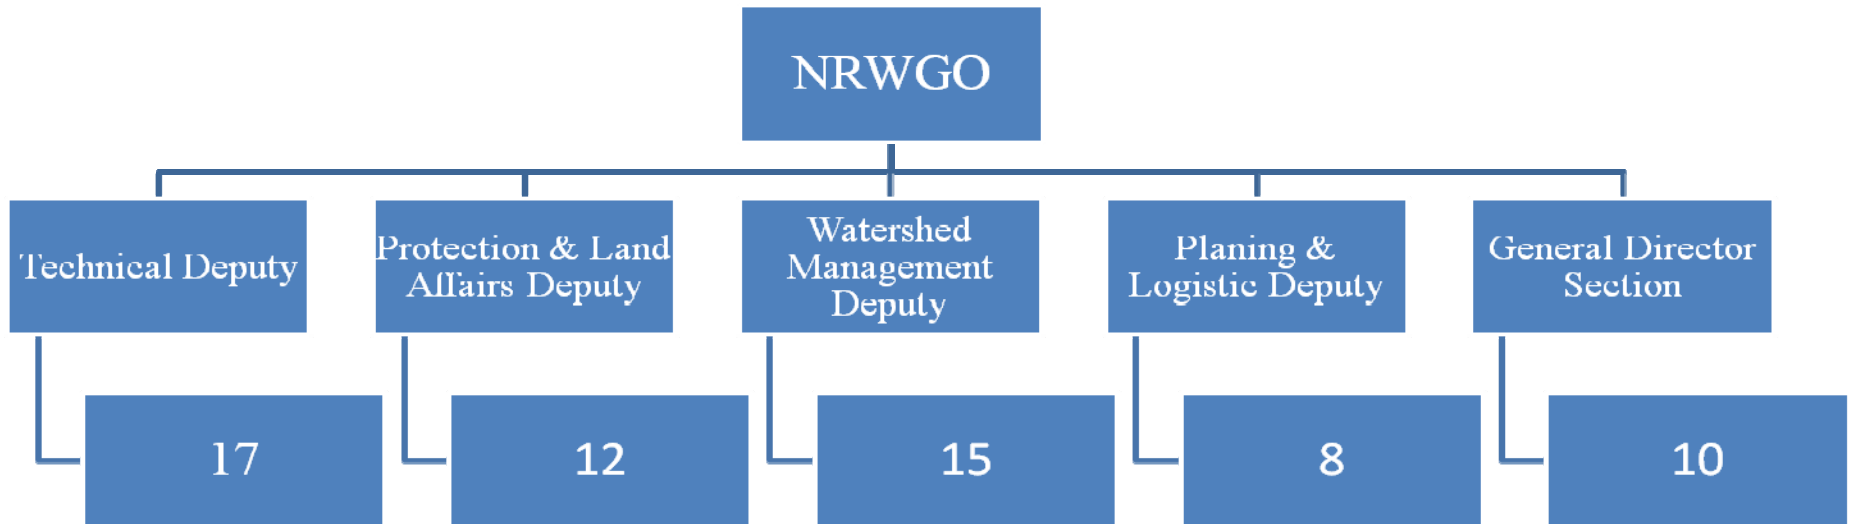 NRWGO
Technical Deputy
Protection & Land
Affairs Deputy
Watershed
Management
Deputy
Planing &
Logistic Deputy
General Director
Section
17
12
15
8
10